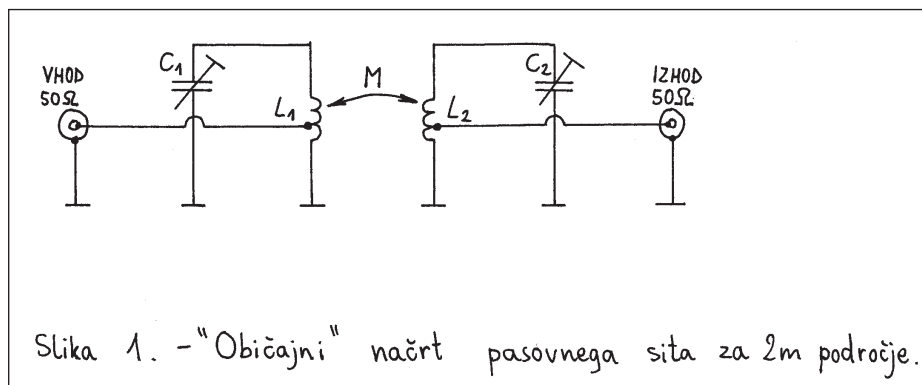 VHOD
50Ω
C1
L1
M
L2
C2
IZHOD
50Ω
Slika 1. - "Običajni" načrt pasovnega sita za 2m področje.